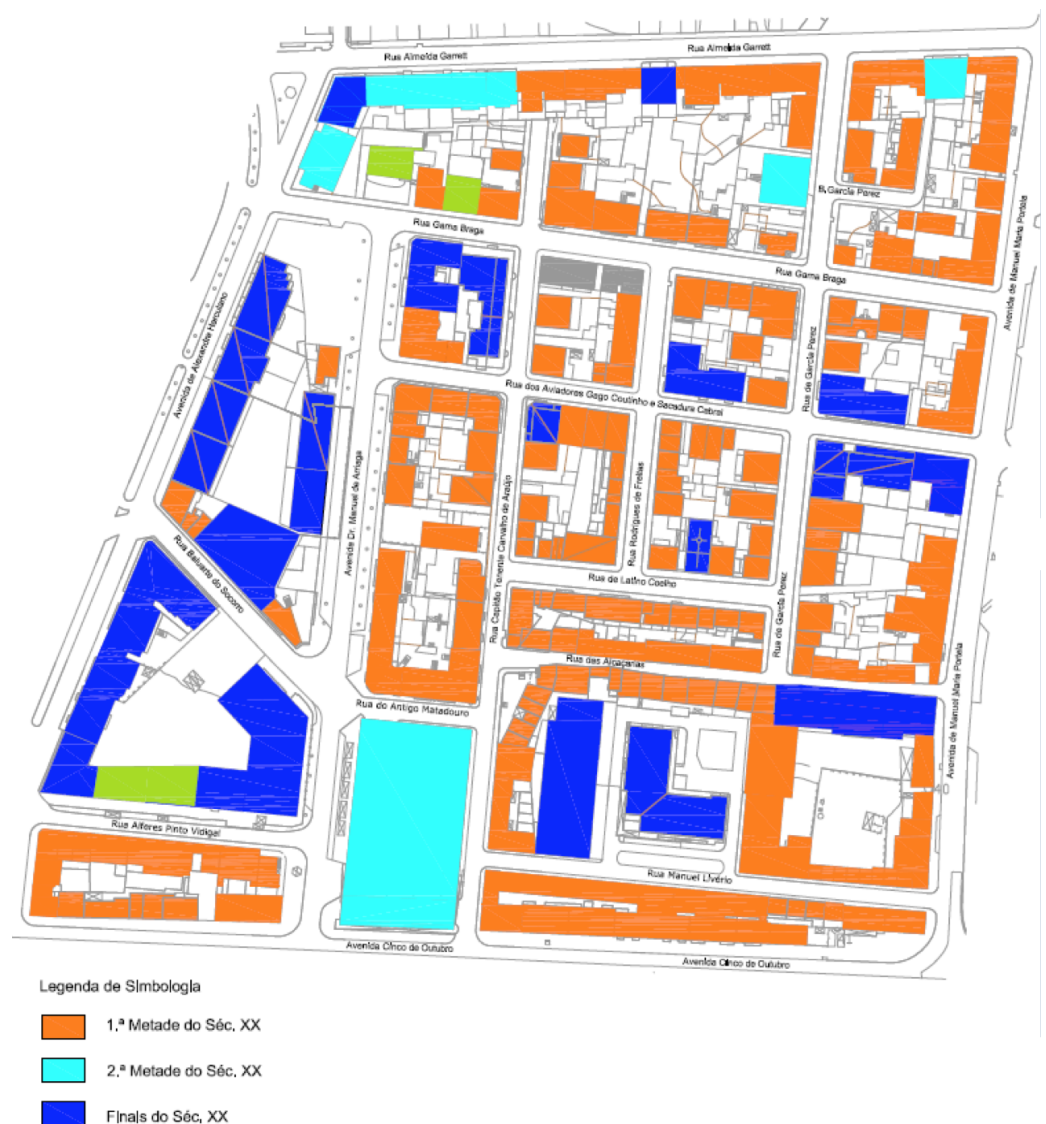 Rua Almeida Garrett
Rua Almeida Garrett
R. Garcia Perez
Rua Gama Braga
Rua Gama Braga
Avenida de Manuel Maria Portela
Avenida de Alexandre Herculano
Rua de Garcia Perez
Rua dos Aviadores Gago Coutinho e Sacadura Cabral
Avenida Dr. Manuel de Arriaga
Rua Capitão Tenente Carvalho de Araújo
Rua Rodrigues de Freitas
Rua Baluarte do Socorro
Rua de Latino Coelho
Rua de Garcia Perez
Rua das Alcaçarias
Rua do Antigo Matadouro
Avenida de Manuel Maria Portela
Rua Alferes Pinto Vidigal
Rua Manuel Livério
Avenida Cinco de Outubro
Avenida Cinco de Outubro
Legenda de Simbologia
1.ª Metade do Séc. XX
2.ª Metade do Séc. XX
Finais do Séc. XX